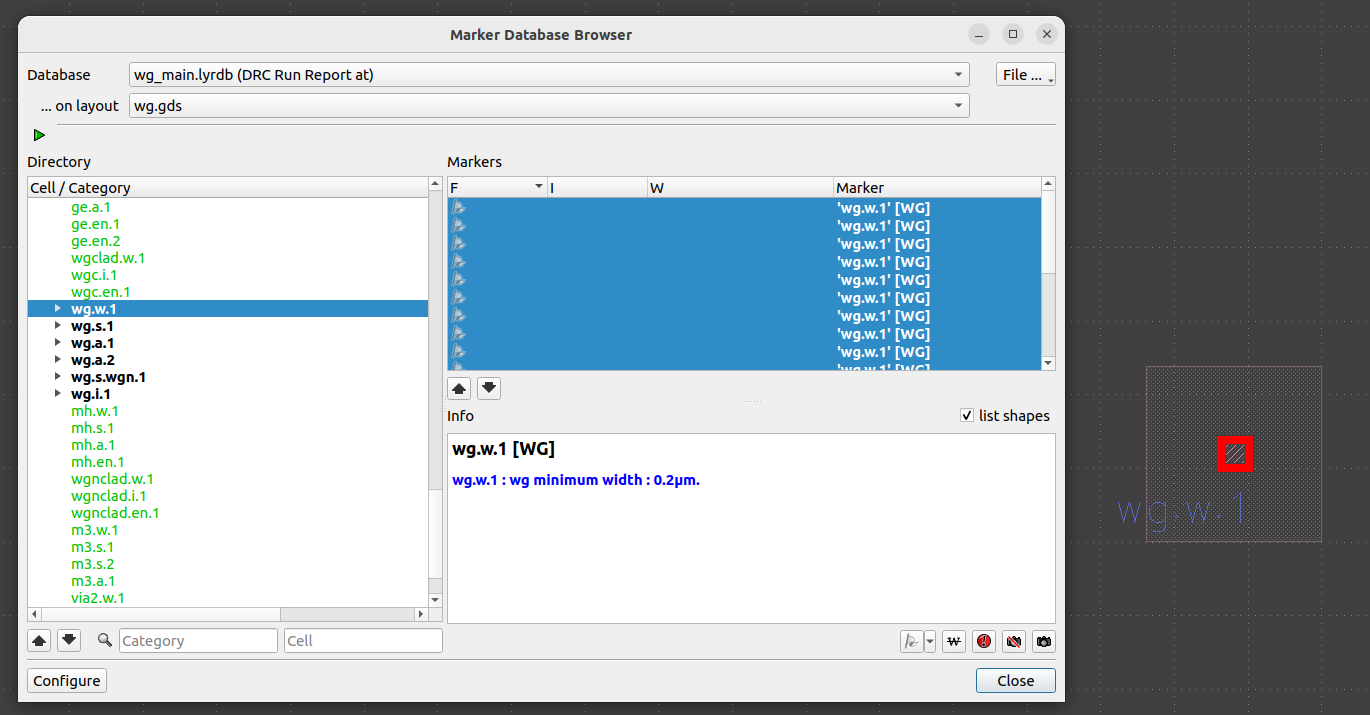 Marker Database Browser
Database
wg_main.lyrdb (DRC Run Report at)
File ...
... on layout
wg.gds
Directory
Markers
Cell / Category
F
I
W
Marker
ge.a.1
ge.en.1
ge.en.2
wgclad.w.1
wgc.i.1
wgc.en.1
wg.w.1
wg.s.1
wg.a.1
wg.a.2
wg.s.wgn.1
wg.i.1
mh.w.1
mh.s.1
mh.a.1
mh.en.1
wgnclad.w.1
wgnclad.i.1
wgnclad.en.1
m3.w.1
m3.s.1
m3.s.2
m3.a.1
via2.w.1
'wg.w.1' [WG]
'wg.w.1' [WG]
'wg.w.1' [WG]
'wg.w.1' [WG]
'wg.w.1' [WG]
'wg.w.1' [WG]
'wg.w.1' [WG]
'wg.w.1' [WG]
'wg.w.1' [WG]
'wg.w.1' [WG]
Info
list shapes
wg.w.1 [WG]
wg.w.1 : wg minimum width : 0.2µm.
Category
Cell
W
Configure
Close
wg.w.1